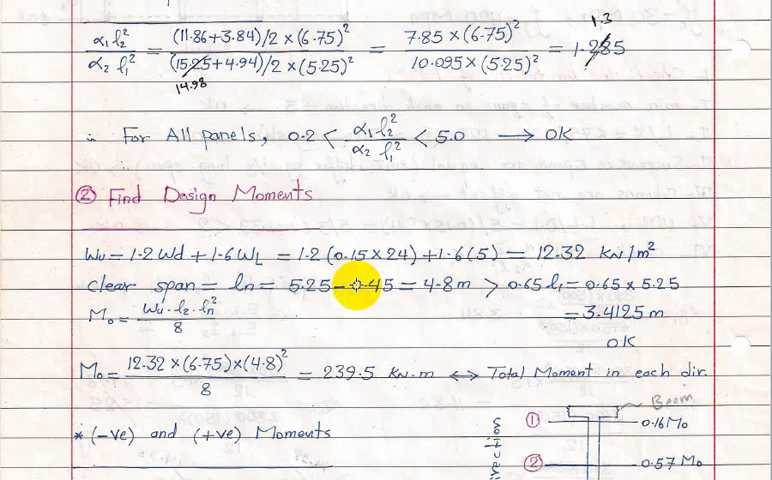 α₁ l₂² / α₂ l₁² = (11.86+3.84)/2 × (6.75)² / (15.25+4.94)/2 × (5.25)² = 7.85 × (6.75)² / 10.095 × (5.25)² = 1.285 1.3
14.98
∴ For All panels, 0.2 < α₁ l₂² / α₂ l₁² < 5.0 → OK
② Find Design Moments
Wu = 1.2 Wd + 1.6 WL = 1.2 (0.15 × 24) + 1.6 (5) = 12.32 KN/m²
clear span = ln = 5.25 − 0.45 = 4.8 m > 0.65 l₁ = 0.65 × 5.25
Mo = Wu · l₂ · ln² / 8
= 3.4125 m
OK
Mo = 12.32 × (6.75) × (4.8)² / 8 = 239.5 KN·m ↔ Total Moment in each dir.
* (−ve) and (+ve) Moments
Beam
① 0.16 Mo
② 0.57 Mo